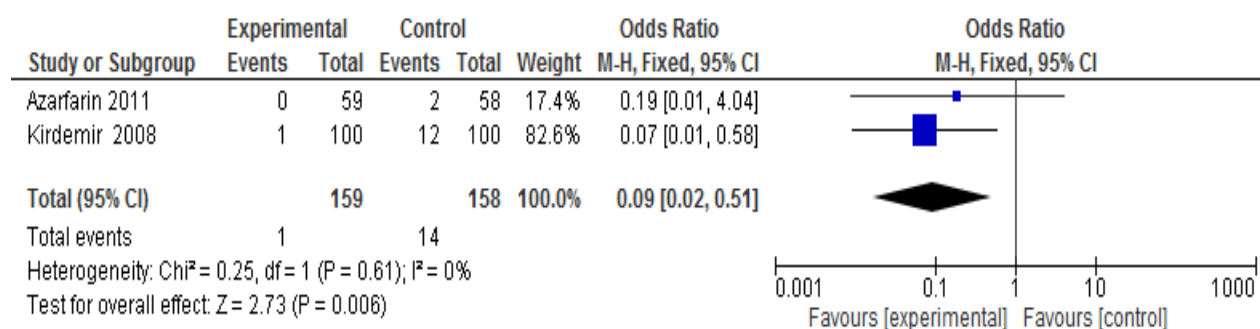 Experimental Control Odds Ratio Odds Ratio
Study or Subgroup Events Total Events Total Weight M-H, Fixed, 95% CI M-H, Fixed, 95% CI
Azarfarin 2011 0 59 2 58 17.4% 0.19 [0.01, 4.04]
Kirdemir 2008 1 100 12 100 82.6% 0.07 [0.01, 0.58]
Total (95% CI) 159 158 100.0% 0.09 [0.02, 0.51]
Total events 1 14
Heterogeneity: Chi² = 0.25, df = 1 (P = 0.61); I² = 0%
Test for overall effect: Z = 2.73 (P = 0.006)
0.001 0.1 1 10 1000
Favours [experimental] Favours [control]